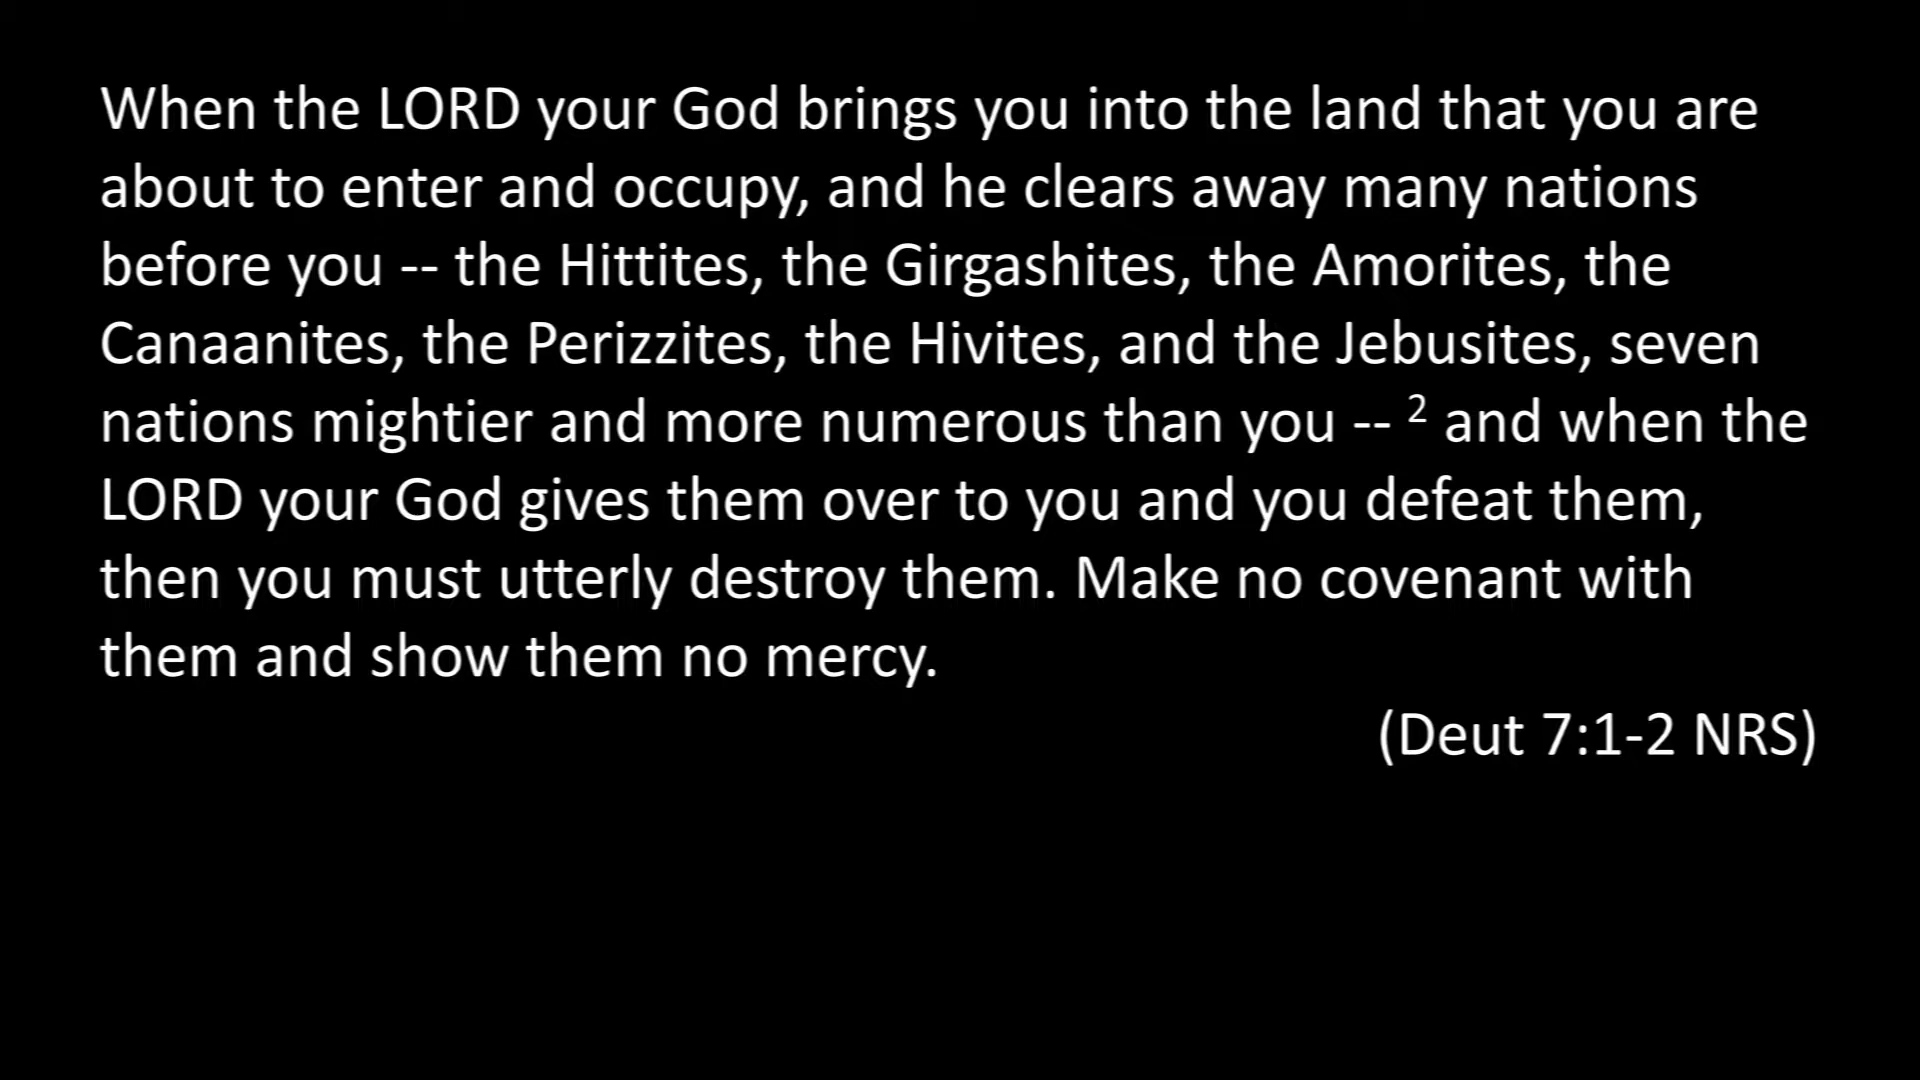 When the LORD your God brings you into the land that you are
about to enter and occupy, and he clears away many nations
before you -- the Hittites, the Girgashites, the Amorites, the
Canaanites, the Perizzites, the Hivites, and the Jebusites, seven
nations mightier and more numerous than you -- ² and when the
LORD your God gives them over to you and you defeat them,
then you must utterly destroy them. Make no covenant with
them and show them no mercy.
(Deut 7:1-2 NRS)